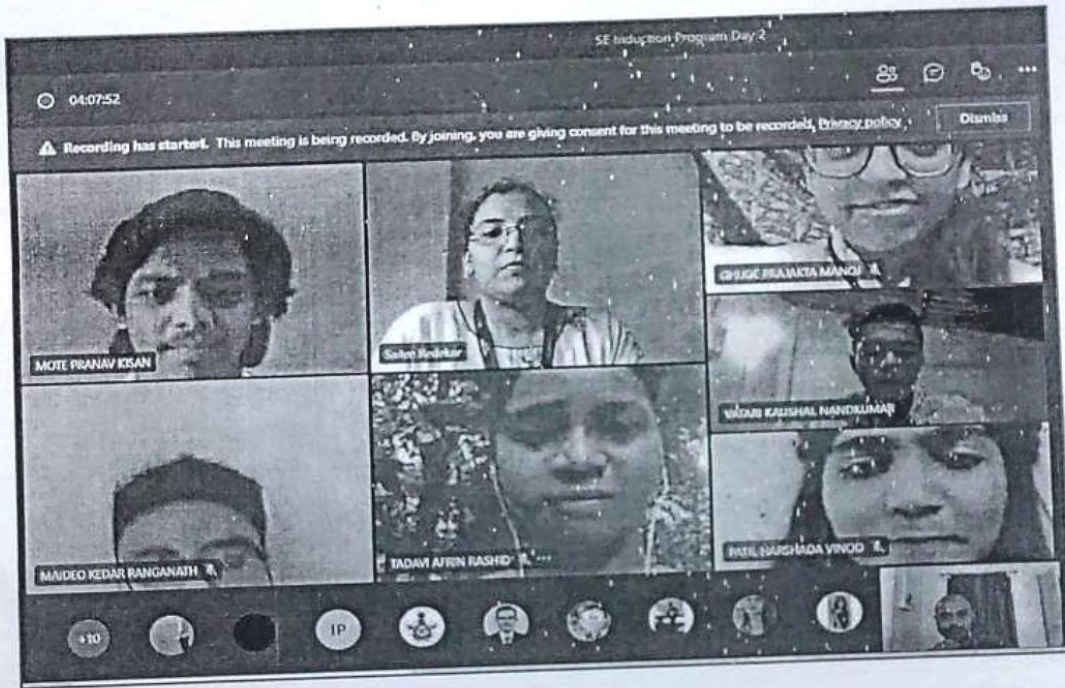 SE Induction Program Day 2
04:07:52
Recording has started. This meeting is being recorded. By joining, you are giving consent for this meeting to be recorded. Privacy policy
Dismiss
MOTE PRANAV KISAN
Sailee Redekar
GHUGE PRAJAKTA MANOJ
VATARI KAUSHAL NANDKUMAR
MAIDEO KEDAR RANGANATH
TADAVI AFRIN RASHID
PATIL HARSHADA VINOD
+10
IP